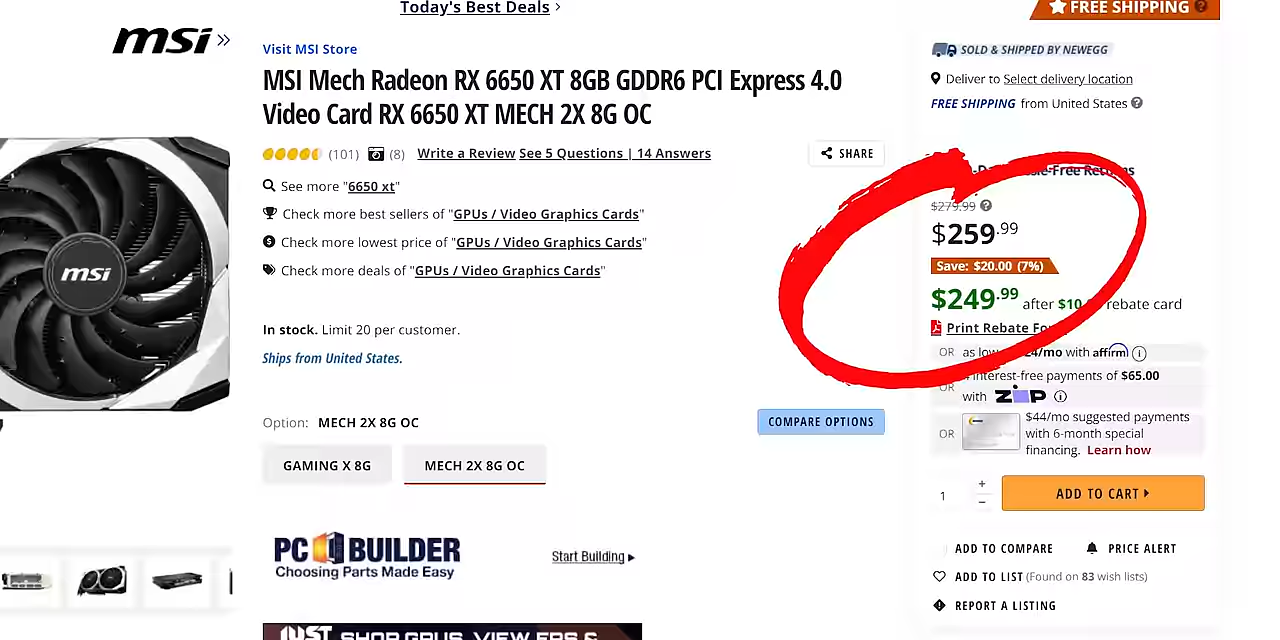 Today's Best Deals ›
FREE SHIPPING
msi
Visit MSI Store
MSI Mech Radeon RX 6650 XT 8GB GDDR6 PCI Express 4.0
Video Card RX 6650 XT MECH 2X 8G OC
(101) (8) Write a Review See 5 Questions | 14 Answers
SHARE
See more "6650 xt"
Check more best sellers of "GPUs / Video Graphics Cards"
Check more lowest price of "GPUs / Video Graphics Cards"
Check more deals of "GPUs / Video Graphics Cards"
In stock. Limit 20 per customer.
Ships from United States.
Option: MECH 2X 8G OC
COMPARE OPTIONS
GAMING X 8G MECH 2X 8G OC
PC BUILDER
Choosing Parts Made Easy
Start Building
SHOP GPUS, VIEW FPS &
msi
SOLD & SHIPPED BY NEWEGG
Deliver to Select delivery location
FREE SHIPPING from United States
Returns
$279.99
$259.99
Save: $20.00 (7%)
$249.99 after rebate card
Print Rebate
OR as /mo with affirm
OR interest-free payments of $65.00
with ZIP
OR $44/mo suggested payments
with 6-month special
financing. Learn how
1 + −
ADD TO CART
ADD TO COMPARE PRICE ALERT
ADD TO LIST (Found on 83 wish lists)
REPORT A LISTING